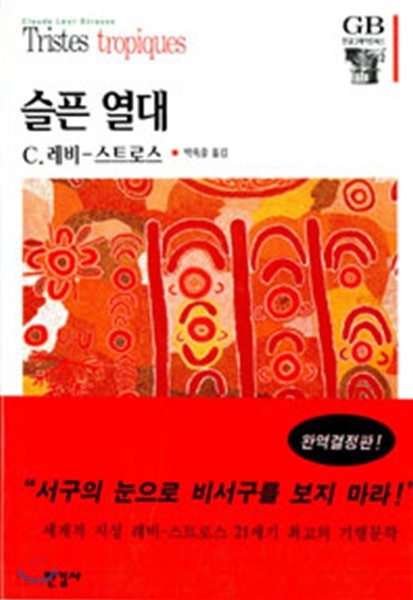 Claude Lévi Strauss
Tristes tropiques
GB
한길그레이트북스
슬픈 열대
C. 레비-스트로스 • 박옥줄 옮김
완역결정판!
“서구의 눈으로 비서구를 보지 마라!”
세계적 지성 레비-스트로스 21세기 최고의 기행문학
한길사